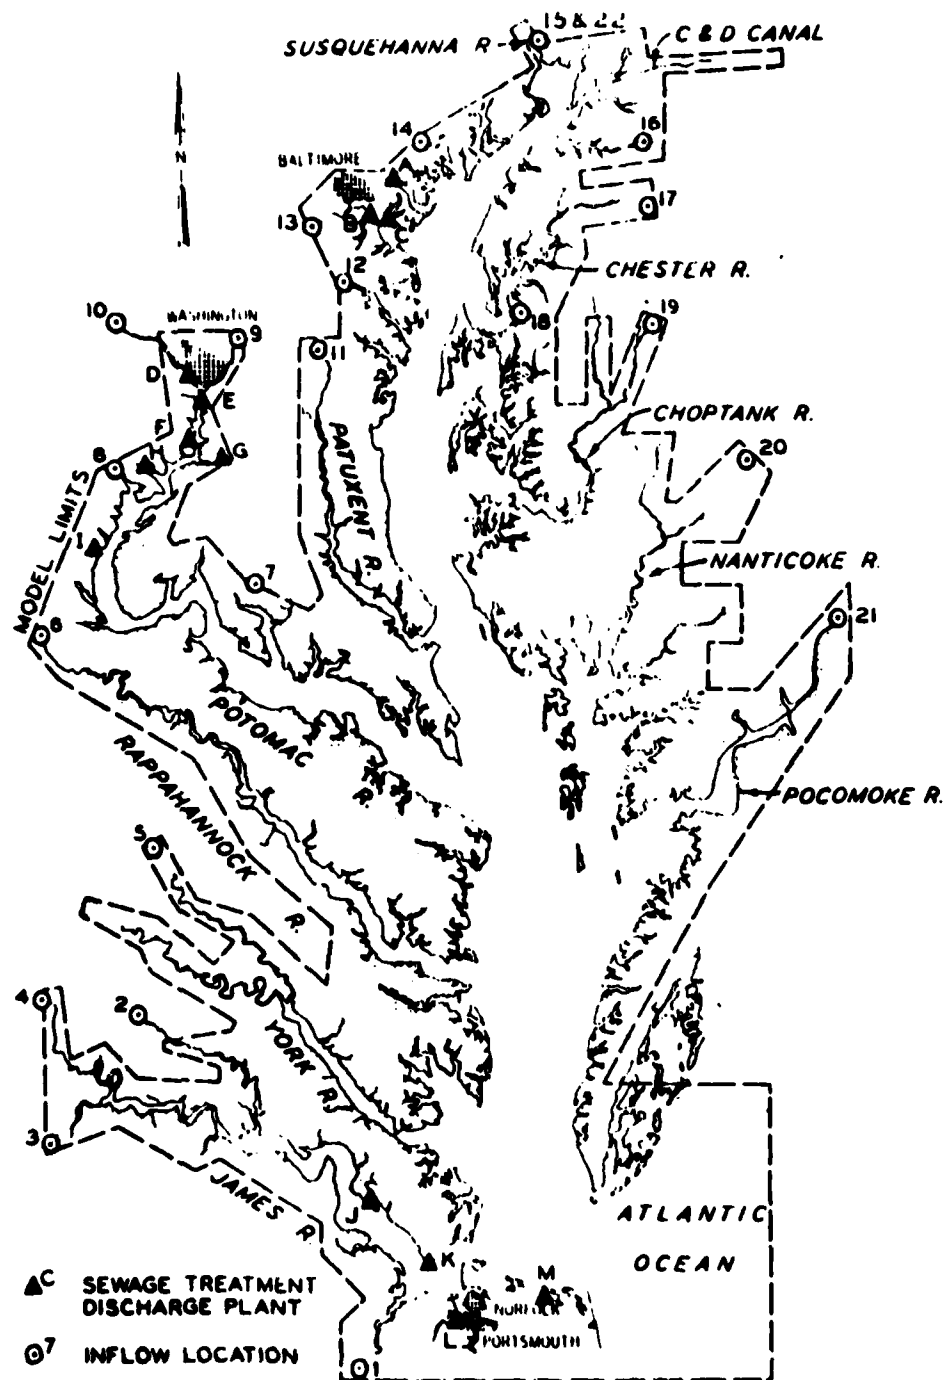 15 & 22
SUSQUEHANNA R
C & D CANAL
14
16
N
BALTIMORE
A
17
13
B
12
CHESTER R.
10
WASHINGTON
9
18
19
11
D
E
CHOPTANK R.
F
G
20
8
PATUXENT R.
MODEL LIMITS
NANTICOKE R.
7
6
21
POTOMAC R.
RAPPAHANNOCK R.
POCOMOKE R.
5
4
2
YORK R.
3
JAMES R
J
ATLANTIC
OCEAN
K
M
C SEWAGE TREATMENT
DISCHARGE PLANT
NORFOLK
L
PORTSMOUTH
7 INFLOW LOCATION
1